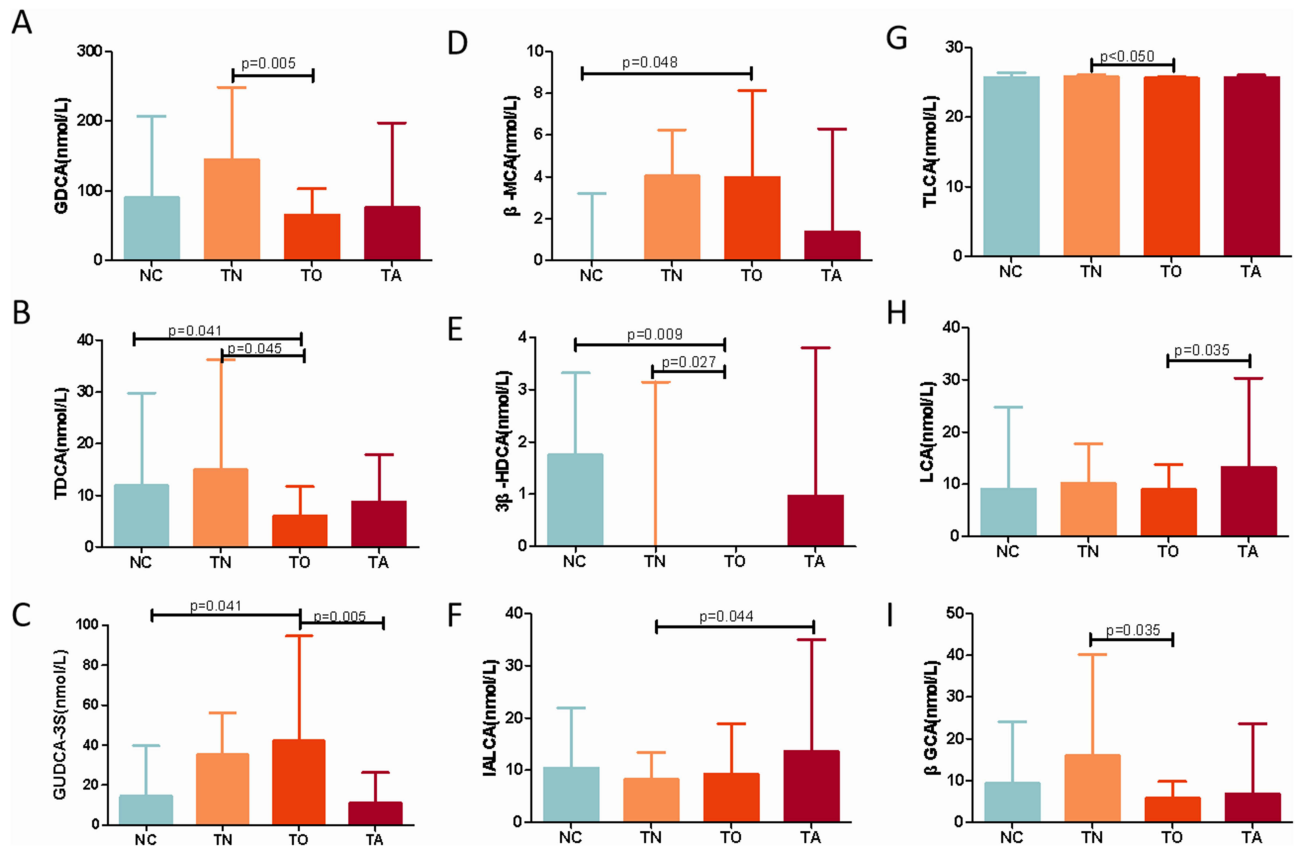 A
GDCA(nmol/L)
300
200
100
0
p=0.005
NC TN TO TA
B
TDCA(nmol/L)
40
30
20
10
0
p=0.041
p=0.045
NC TN TO TA
C
GUDCA-3S(nmol/L)
100
80
60
40
20
0
p=0.041
p=0.005
NC TN TO TA
D
β -MCA(nmol/L)
10
8
6
4
2
0
p=0.048
NC TN TO TA
E
3β -HDCA(nmol/L)
4
3
2
1
0
p=0.009
p=0.027
NC TN TO TA
F
IALCA(nmol/L)
40
30
20
10
0
p=0.044
NC TN TO TA
G
TLCA(nmol/L)
30
20
10
0
p<0.050
NC TN TO TA
H
LCA(nmol/L)
40
30
20
10
0
p=0.035
NC TN TO TA
I
β GCA(nmol/L)
50
40
30
20
10
0
p=0.035
NC TN TO TA